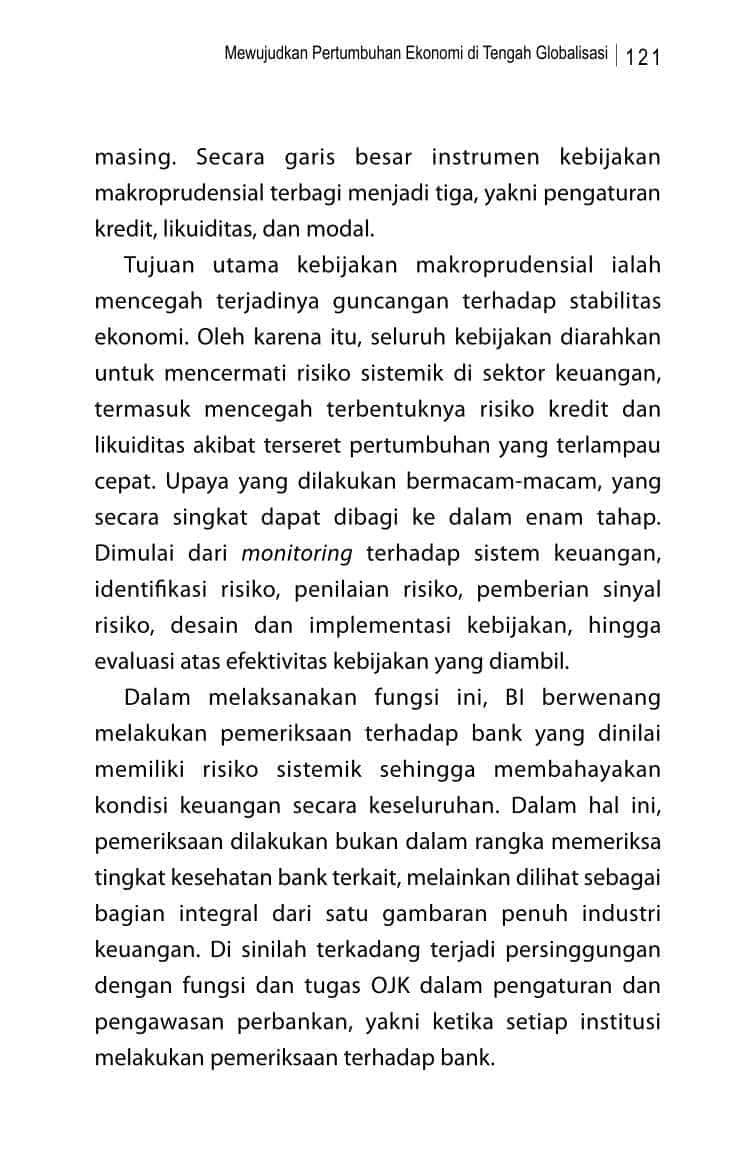 Mewujudkan Pertumbuhan Ekonomi di Tengah Globalisasi | 121
masing. Secara garis besar instrumen kebijakan
makroprudensial terbagi menjadi tiga, yakni pengaturan
kredit, likuiditas, dan modal.
Tujuan utama kebijakan makroprudensial ialah
mencegah terjadinya guncangan terhadap stabilitas
ekonomi. Oleh karena itu, seluruh kebijakan diarahkan
untuk mencermati risiko sistemik di sektor keuangan,
termasuk mencegah terbentuknya risiko kredit dan
likuiditas akibat terseret pertumbuhan yang terlampau
cepat. Upaya yang dilakukan bermacam-macam, yang
secara singkat dapat dibagi ke dalam enam tahap.
Dimulai dari monitoring terhadap sistem keuangan,
identifikasi risiko, penilaian risiko, pemberian sinyal
risiko, desain dan implementasi kebijakan, hingga
evaluasi atas efektivitas kebijakan yang diambil.
Dalam melaksanakan fungsi ini, BI berwenang
melakukan pemeriksaan terhadap bank yang dinilai
memiliki risiko sistemik sehingga membahayakan
kondisi keuangan secara keseluruhan. Dalam hal ini,
pemeriksaan dilakukan bukan dalam rangka memeriksa
tingkat kesehatan bank terkait, melainkan dilihat sebagai
bagian integral dari satu gambaran penuh industri
keuangan. Di sinilah terkadang terjadi persinggungan
dengan fungsi dan tugas OJK dalam pengaturan dan
pengawasan perbankan, yakni ketika setiap institusi
melakukan pemeriksaan terhadap bank.